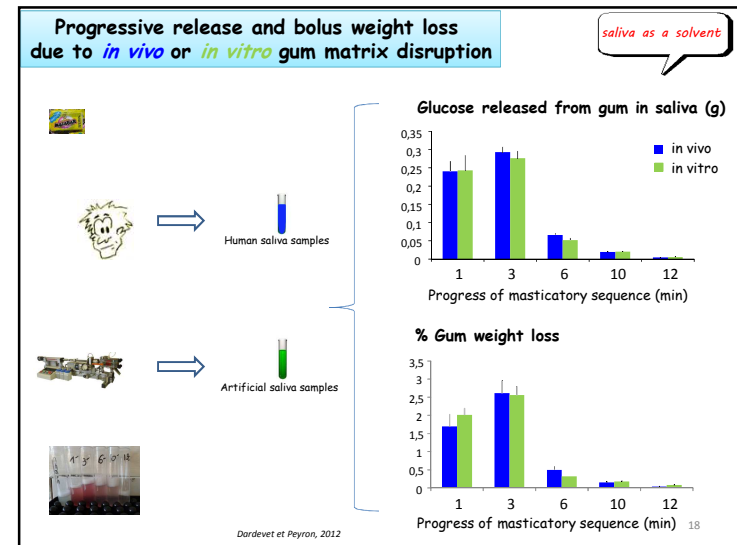 Progressive release and bolus weight loss
due to in vivo or in vitro gum matrix disruption
saliva as a solvent
Human saliva samples
Artificial saliva samples
Glucose released from gum in saliva (g)
0,35
0,3
0,25
0,2
0,15
0,1
0,05
0
in vivo
in vitro
1 3 6 10 12
Progress of masticatory sequence (min)
% Gum weight loss
3,5
3
2,5
2
1,5
1
0,5
0
1 3 6 10 12
Progress of masticatory sequence (min)
Dardevet et Peyron, 2012
18